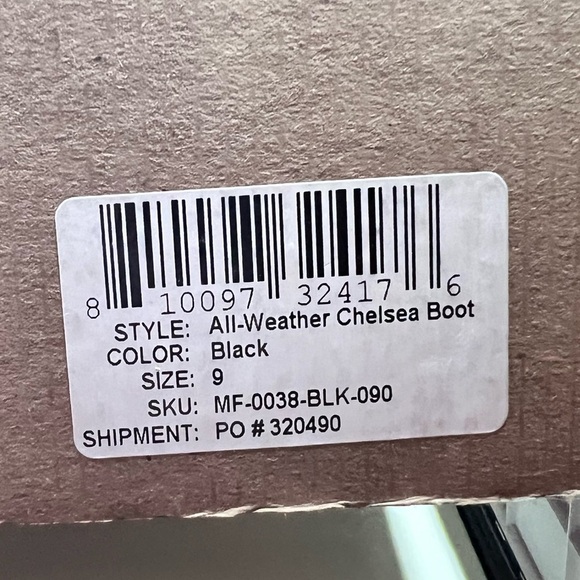 8 10097 32417 6
STYLE: All-Weather Chelsea Boot
COLOR: Black
SIZE: 9
SKU: MF-0038-BLK-090
SHIPMENT: PO # 320490